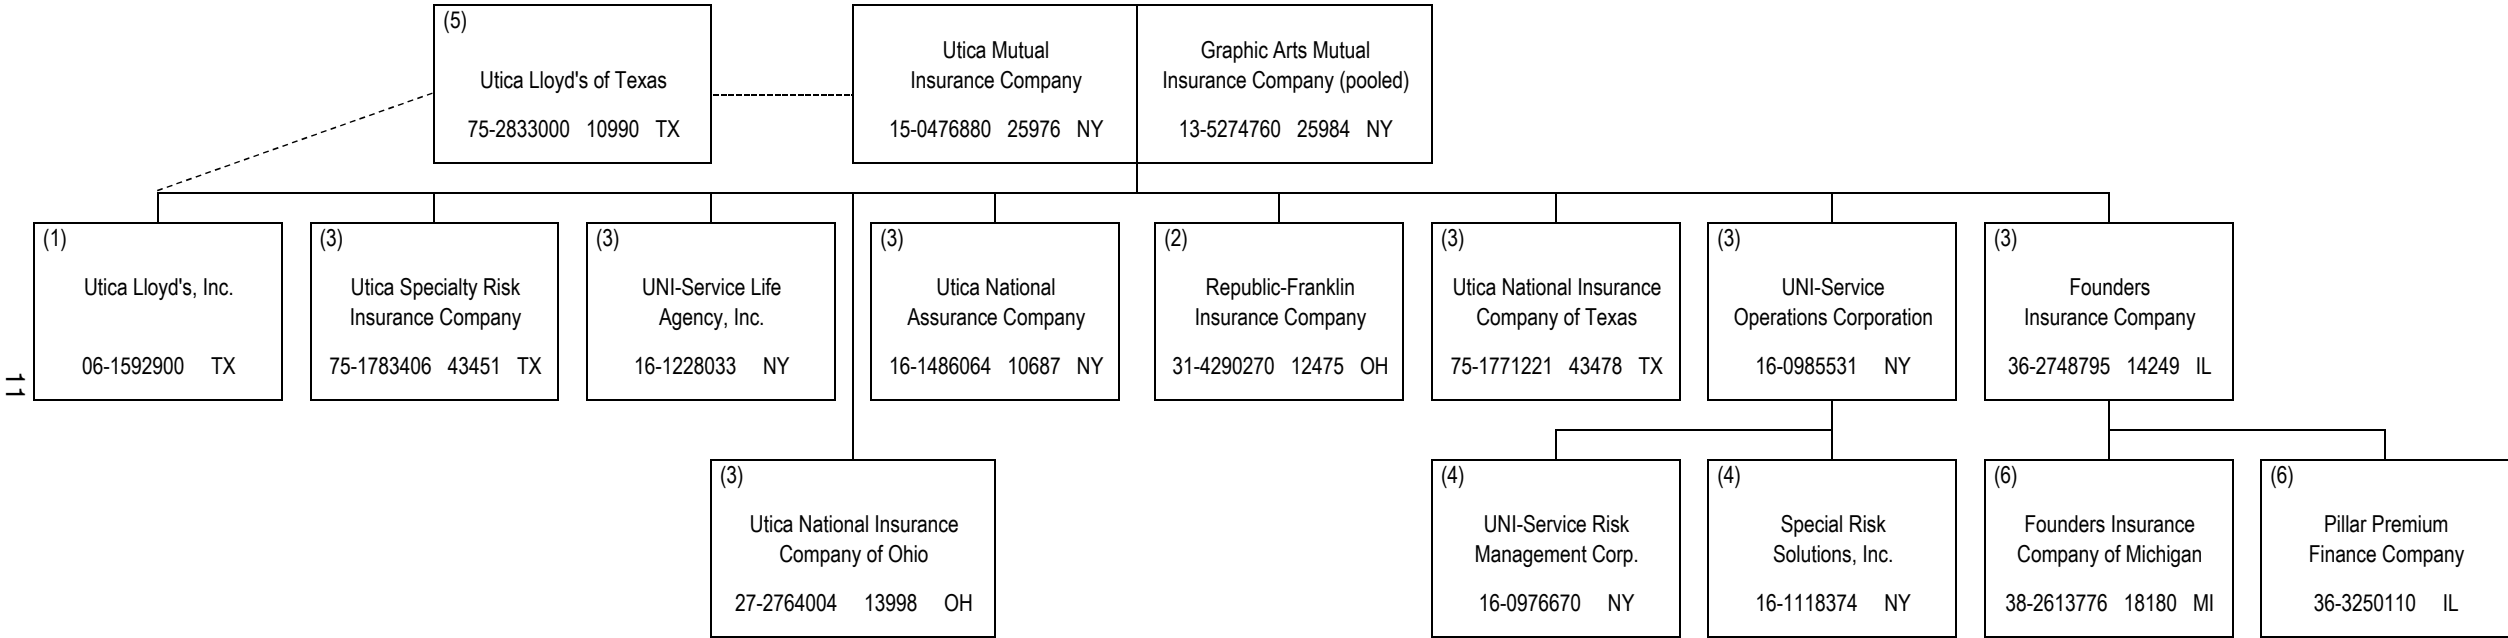 (5)
Utica Lloyd's of Texas
75-2833000 10990 TX
Utica Mutual
Insurance Company
15-0476880 25976 NY
Graphic Arts Mutual
Insurance Company (pooled)
13-5274760 25984 NY
(1)
Utica Lloyd's, Inc.
06-1592900 TX
(3)
Utica Specialty Risk
Insurance Company
75-1783406 43451 TX
(3)
UNI-Service Life
Agency, Inc.
16-1228033 NY
(3)
Utica National
Assurance Company
16-1486064 10687 NY
(2)
Republic-Franklin
Insurance Company
31-4290270 12475 OH
(3)
Utica National Insurance
Company of Texas
75-1771221 43478 TX
(3)
UNI-Service
Operations Corporation
16-0985531 NY
(3)
Founders
Insurance Company
36-2748795 14249 IL
11
(3)
Utica National Insurance
Company of Ohio
27-2764004 13998 OH
(4)
UNI-Service Risk
Management Corp.
16-0976670 NY
(4)
Special Risk
Solutions, Inc.
16-1118374 NY
(6)
Founders Insurance
Company of Michigan
38-2613776 18180 MI
(6)
Pillar Premium
Finance Company
36-3250110 IL